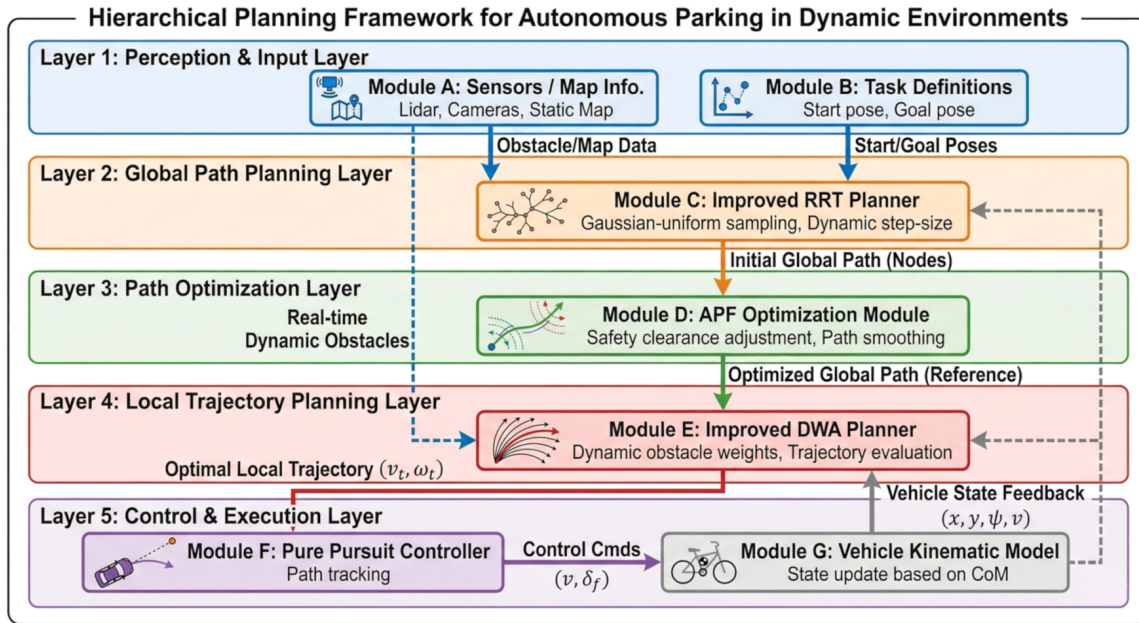 Hierarchical Planning Framework for Autonomous Parking in Dynamic Environments
Layer 1: Perception & Input Layer
Module A: Sensors / Map Info.
Lidar, Cameras, Static Map
Module B: Task Definitions
Start pose, Goal pose
Obstacle/Map Data
Start/Goal Poses
Layer 2: Global Path Planning Layer
Module C: Improved RRT Planner
Gaussian-uniform sampling, Dynamic step-size
Initial Global Path (Nodes)
Layer 3: Path Optimization Layer
Real-time
Dynamic Obstacles
Module D: APF Optimization Module
Safety clearance adjustment, Path smoothing
Optimized Global Path (Reference)
Layer 4: Local Trajectory Planning Layer
Module E: Improved DWA Planner
Dynamic obstacle weights, Trajectory evaluation
Optimal Local Trajectory (v_t, ω_t)
Vehicle State Feedback
(x, y, ψ, v)
Layer 5: Control & Execution Layer
Module F: Pure Pursuit Controller
Path tracking
Control Cmds
(v, δ_f)
Module G: Vehicle Kinematic Model
State update based on CoM